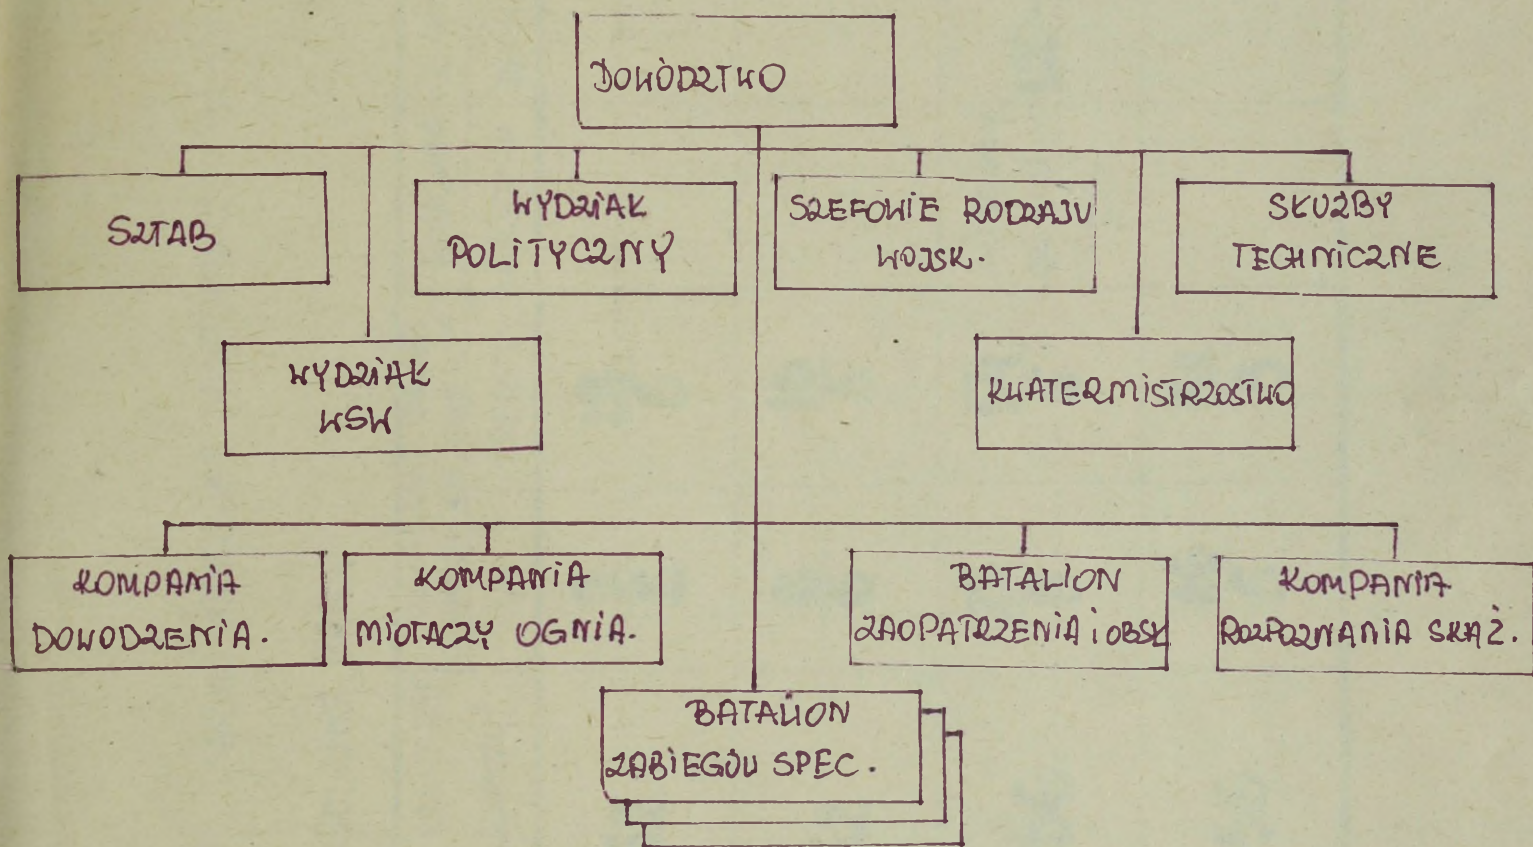 DOWÓDZTWO
SZTAB
WYDZIAŁ
POLITYCZNY
SZEFOWIE RODZAJU
WOJSK.
SŁUŻBY
TECHNICZNE
WYDZIAŁ
WSW
KWATERMISTRZOSTWO
KOMPANIA
DOWODZENIA.
KOMPANIA
MIOTACZY OGNIA.
BATALION
ZAOPATRZENIA i OBSŁ
KOMPANIA
ROZPOZNANIA SKAŻ.
BATALION
ZABIEGÓW SPEC.